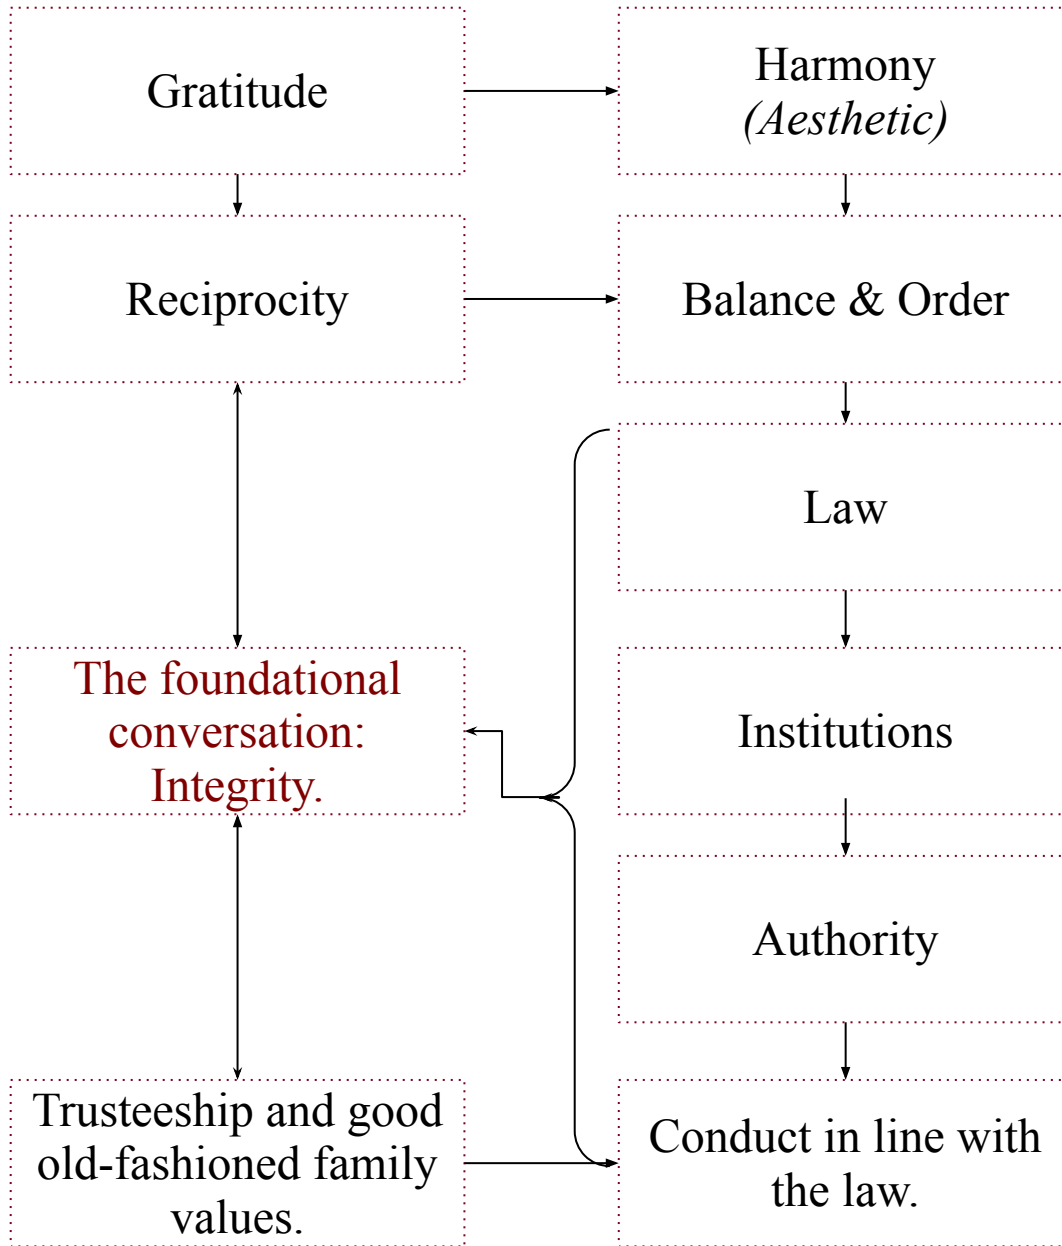 Gratitude
Harmony
(Aesthetic)
Reciprocity
Balance & Order
Law
The foundational
conversation:
Integrity.
Institutions
Authority
Trusteeship and good
old-fashioned family
values.
Conduct in line with
the law.